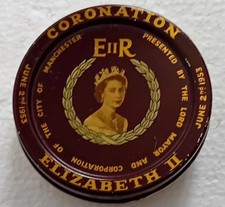 CORONATION
EIIR
PRESENTED BY THE LORD MAYOR AND CORPORATION OF THE CITY OF MANCHESTER
JUNE 2ND 1953
JUNE 2ND 1953
ELIZABETH II